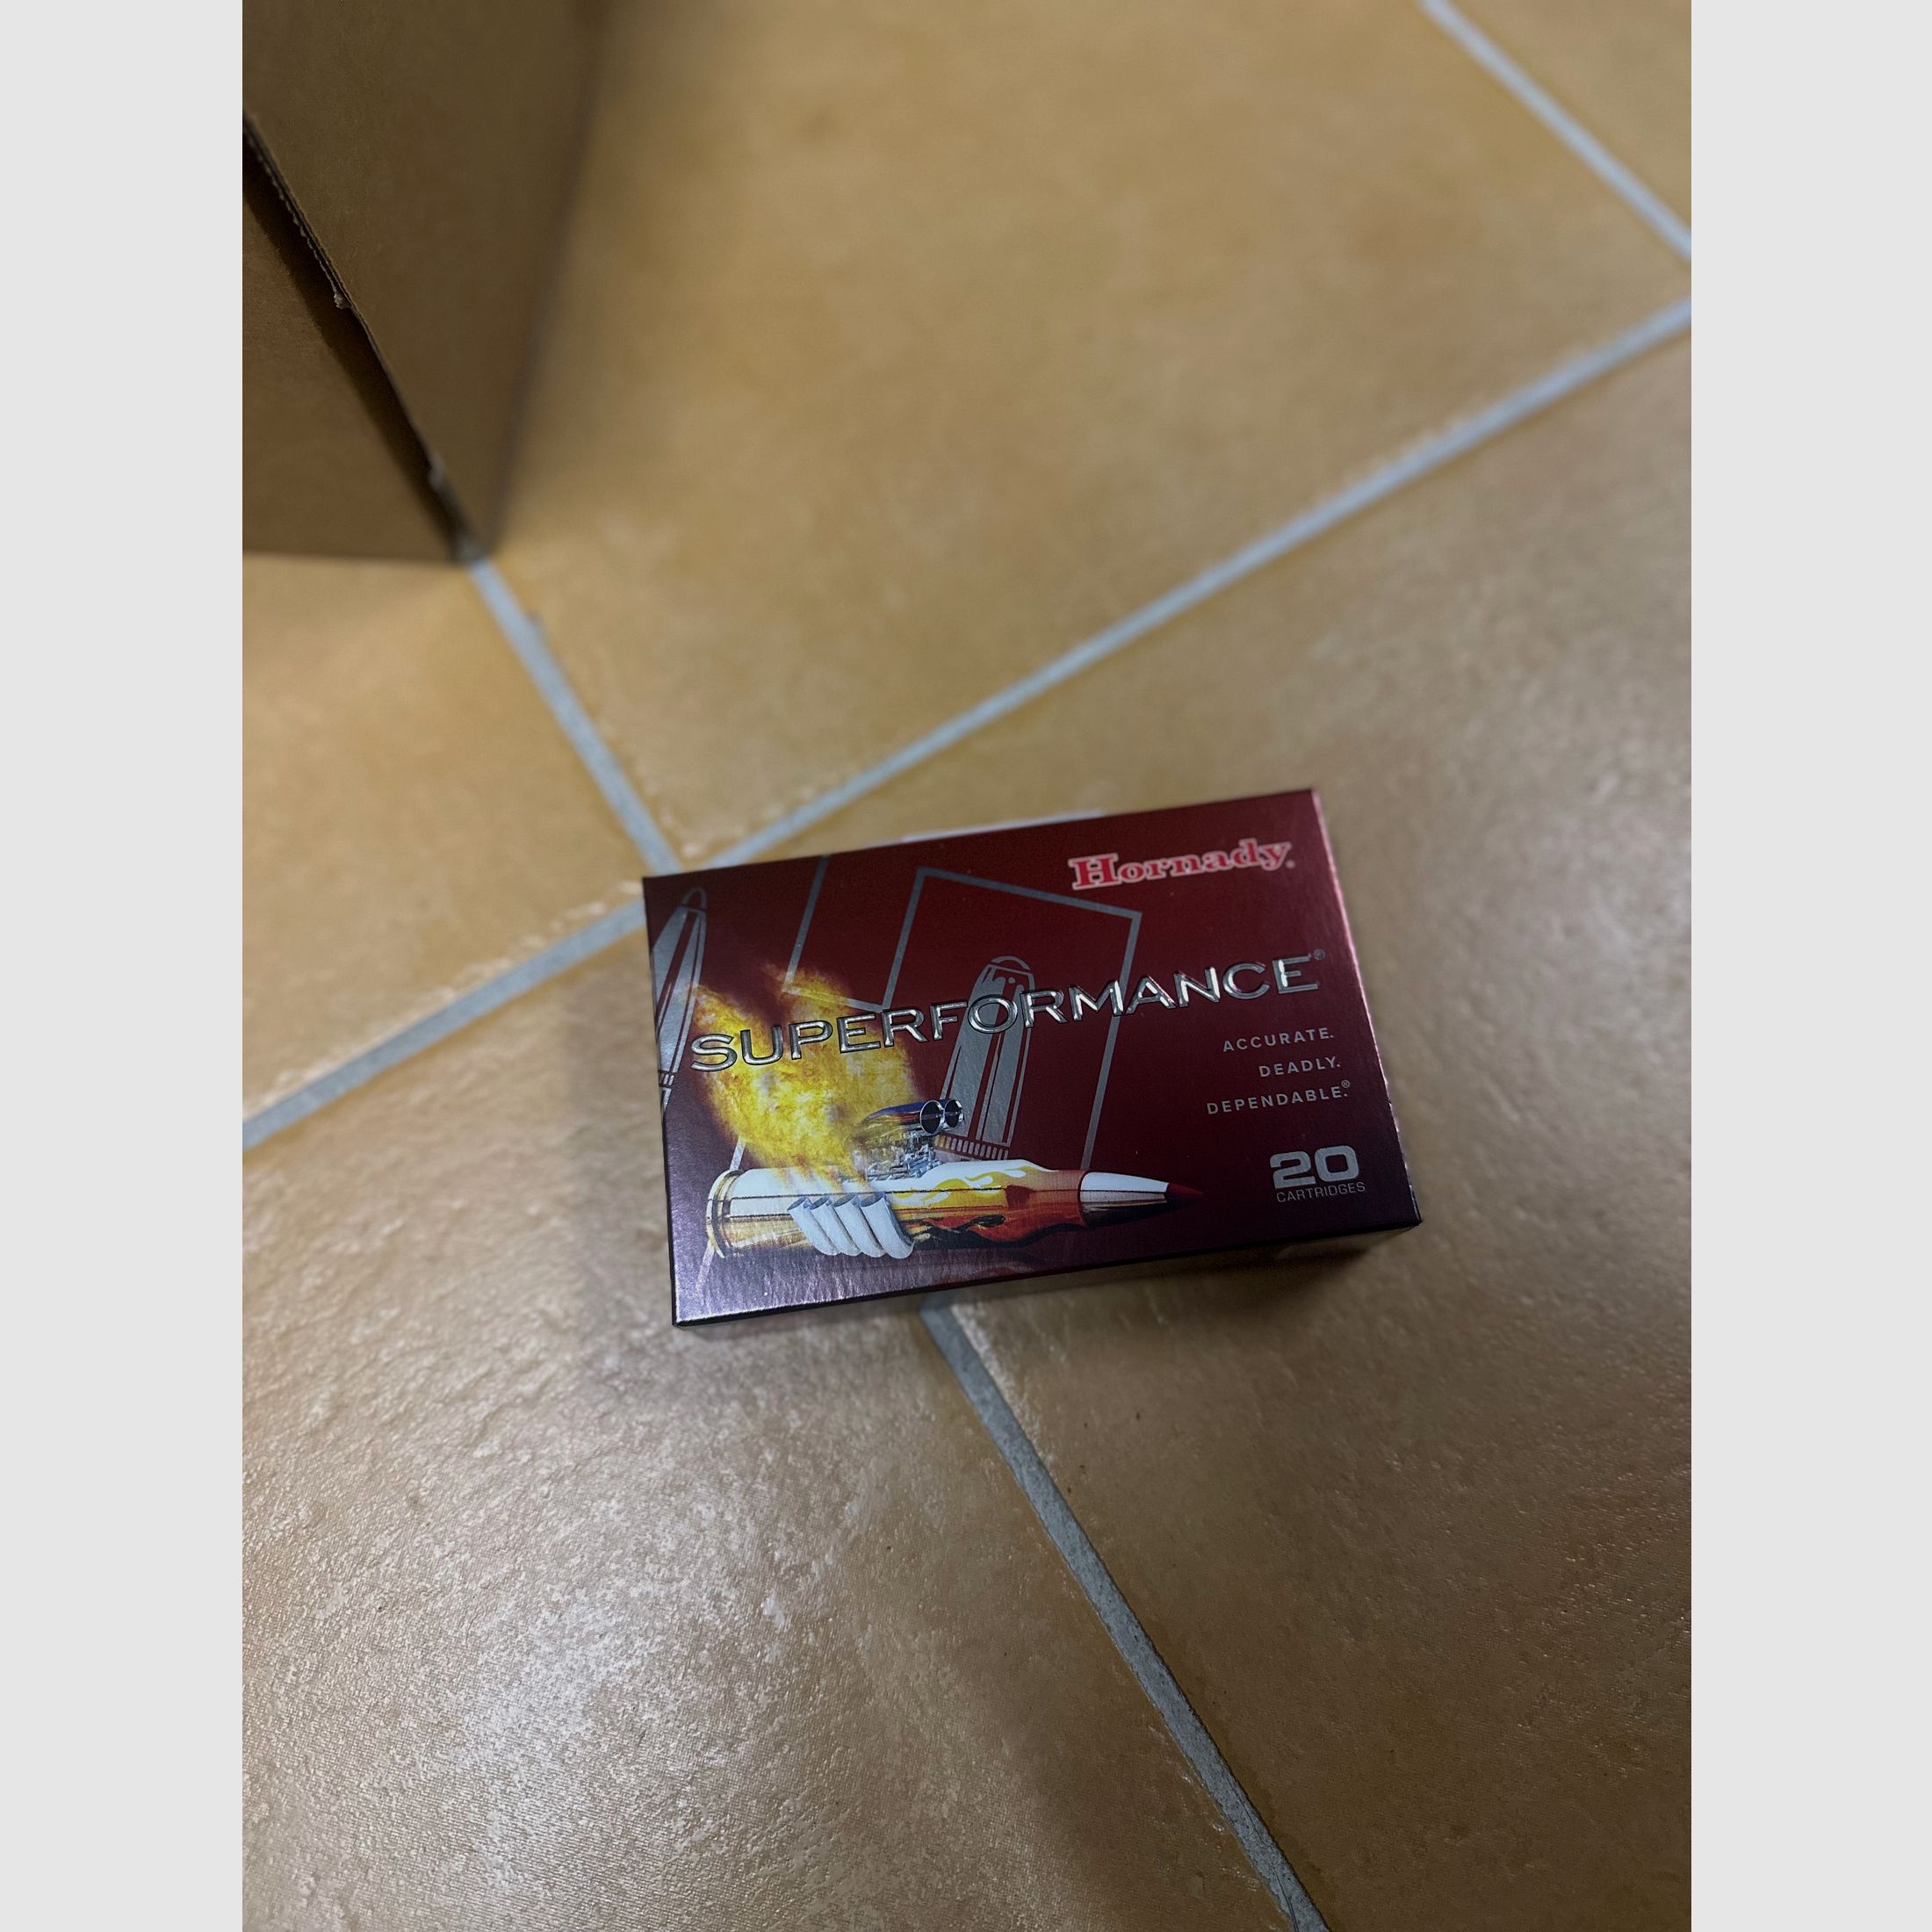 Hornady®
SUPERFORMANCE®
ACCURATE.
DEADLY.
DEPENDABLE.®
20
CARTRIDGES